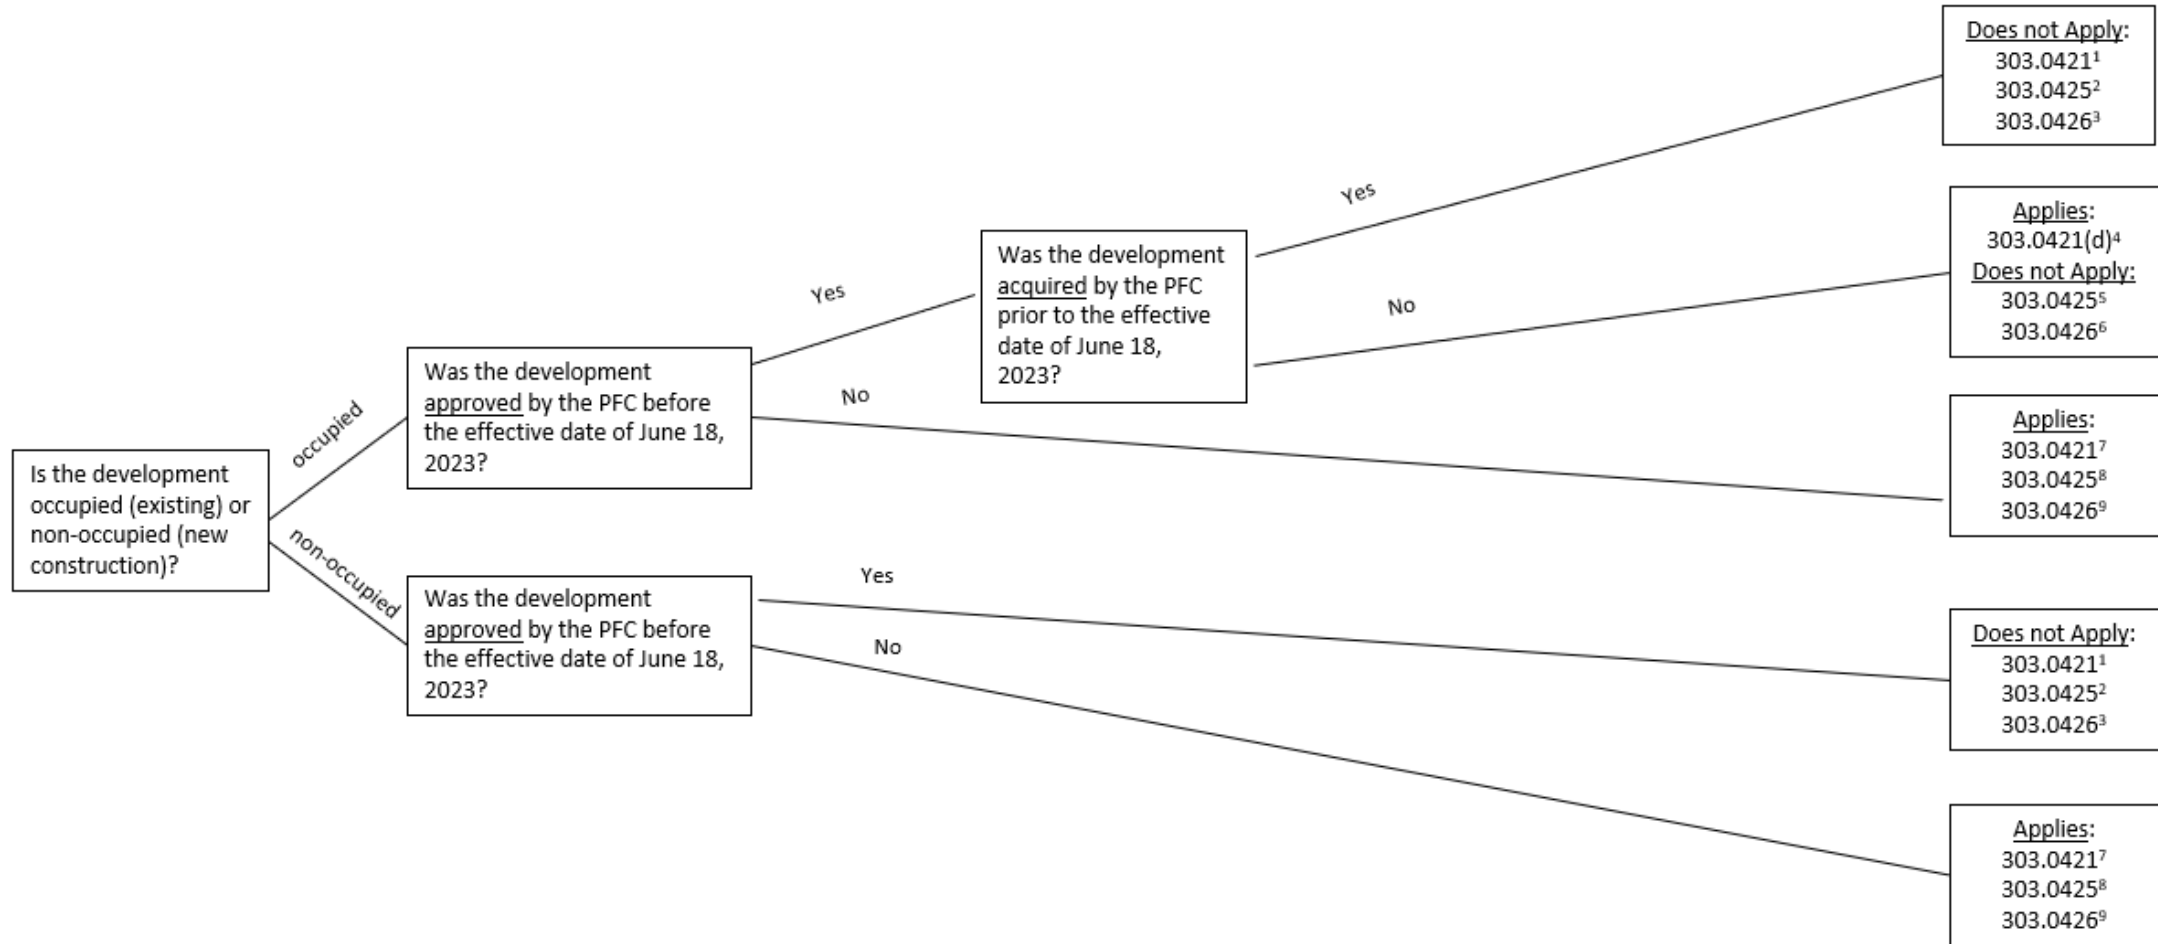 Is the development
occupied (existing) or
non-occupied (new
construction)?
occupied
non-occupied
Was the development
approved by the PFC before
the effective date of June 18,
2023?
Yes
No
Was the development
acquired by the PFC
prior to the effective
date of June 18,
2023?
Yes
No
Was the development
approved by the PFC before
the effective date of June 18,
2023?
Yes
No
Does not Apply:
303.0421¹
303.0425²
303.0426³
Applies:
303.0421(d)⁴
Does not Apply:
303.0425⁵
303.0426⁶
Applies:
303.0421⁷
303.0425⁸
303.0426⁹
Does not Apply:
303.0421¹
303.0425²
303.0426³
Applies:
303.0421⁷
303.0425⁸
303.0426⁹